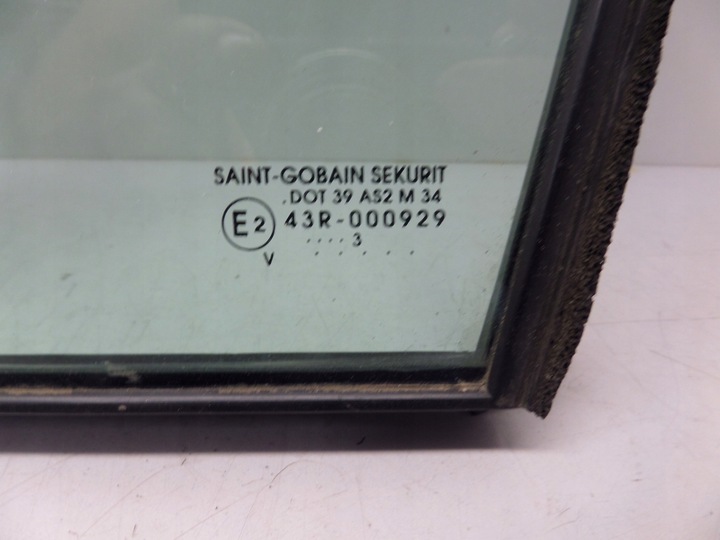 SAINT-GOBAIN SEKURIT
.DOT 39 AS2 M 34
E2 43R-000929
.... 3
V . . . . . .